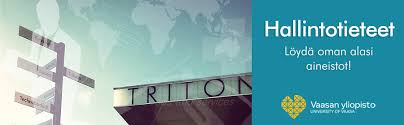 TRITON
Hallintotieteet
Löydä oman alasi
aineistot!
Vaasan yliopisto
UNIVERSITY OF VAASA